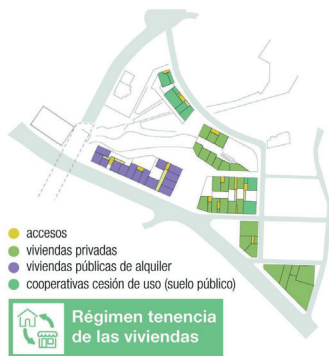 accesos
viviendas privadas
viviendas públicas de alquiler
cooperativas cesión de uso (suelo público)
Régimen tenencia
de las viviendas